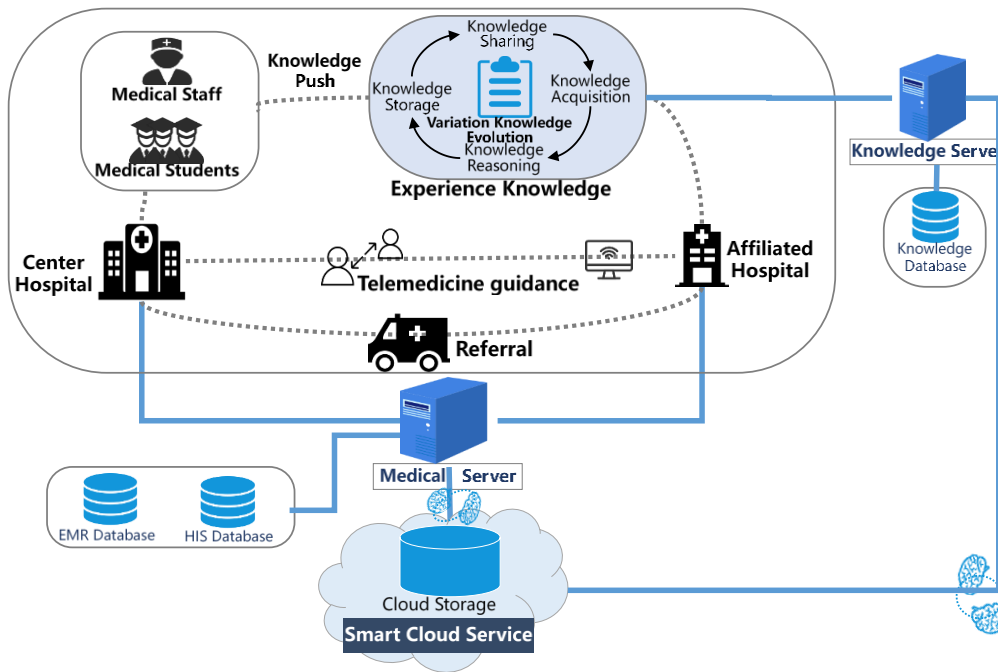 Medical Staff
Medical Students
Knowledge
Push
Knowledge
Sharing
Knowledge
Acquisition
Knowledge
Storage
Variation Knowledge
Evolution
Knowledge
Reasoning
Experience Knowledge
Knowledge Server
Knowledge
Database
Center
Hospital
Telemedicine guidance
Affiliated
Hospital
Referral
Medical Server
EMR Database
HIS Database
Cloud Storage
Smart Cloud Service